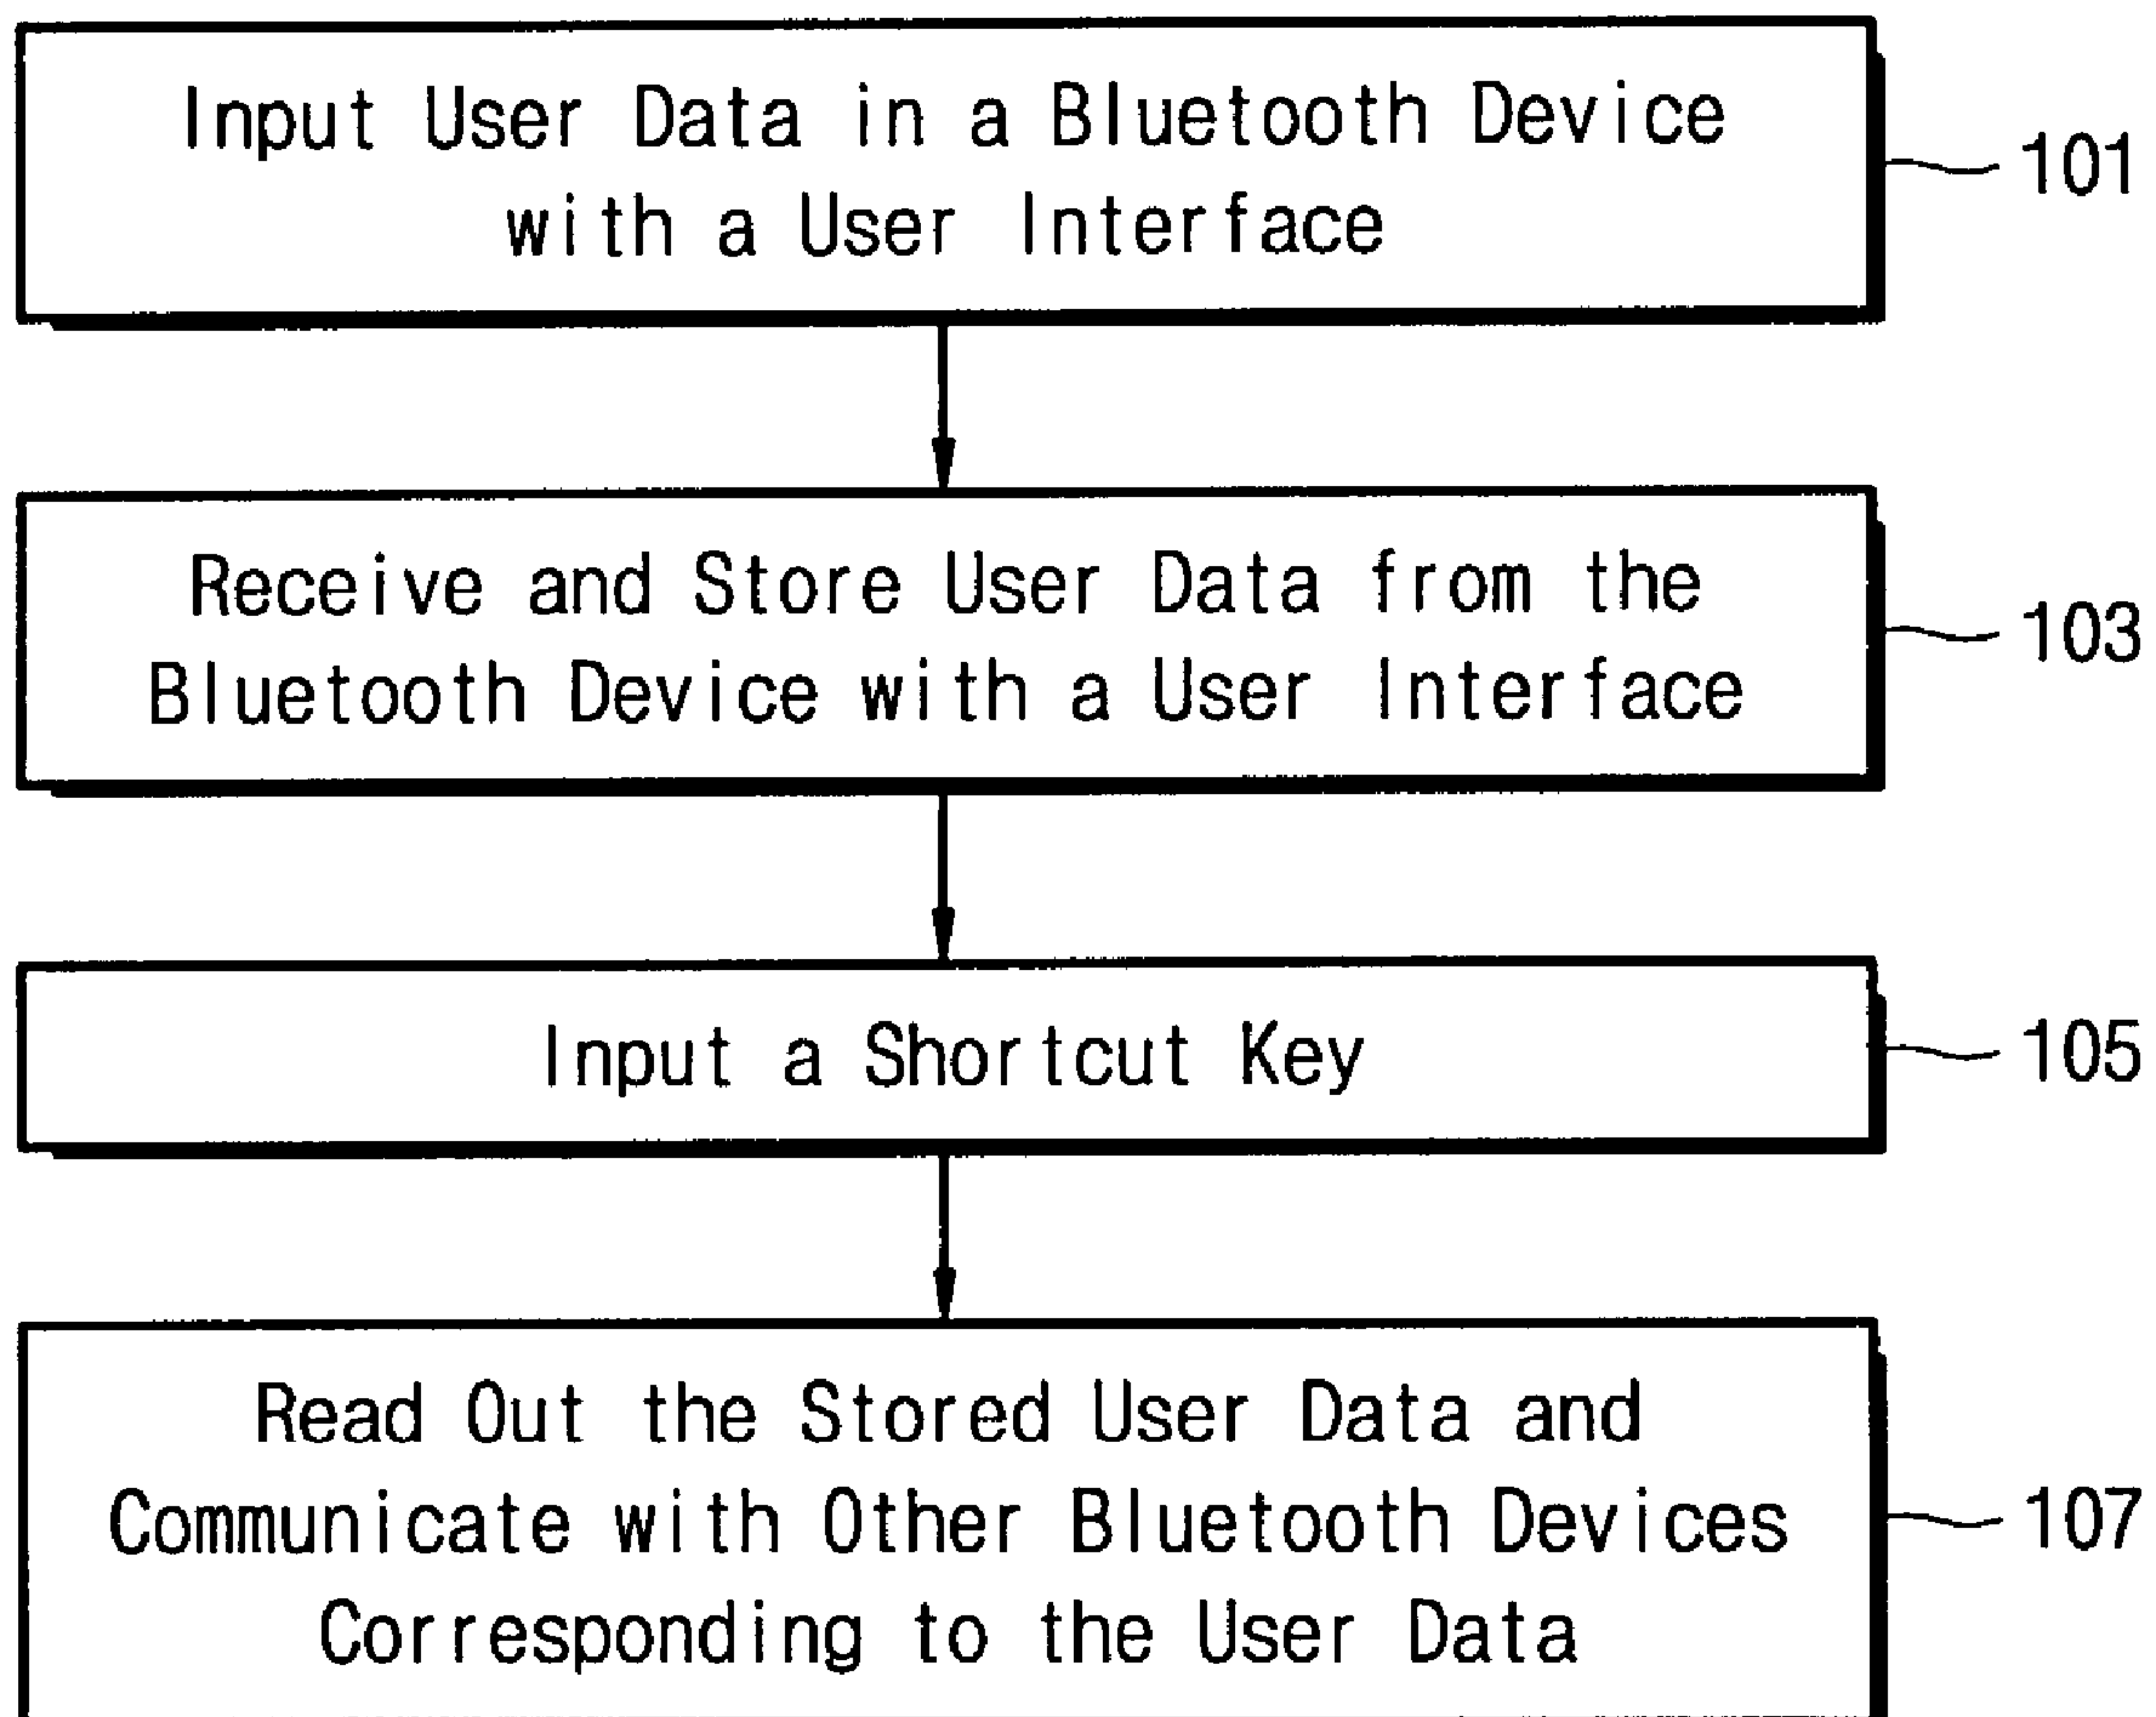 Input User Data in a Bluetooth Device
with a User Interface
101
Receive and Store User Data from the
Bluetooth Device with a User Interface
103
Input a Shortcut Key
105
Read Out the Stored User Data and
Communicate with Other Bluetooth Devices
Corresponding to the User Data
107